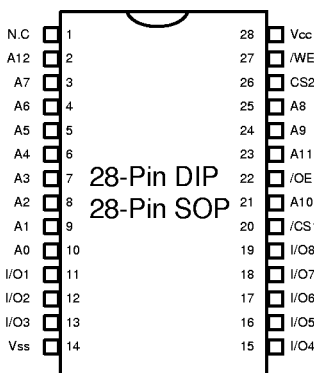 N.C 1 28 Vcc
A12 2 27 /WE
A7 3 26 CS2
A6 4 25 A8
A5 5 24 A9
A4 6 23 A11
A3 7 28-Pin DIP 22 /OE
A2 8 28-Pin SOP 21 A10
A1 9 20 /CS1
A0 10 19 I/O8
I/O1 11 18 I/O7
I/O2 12 17 I/O6
I/O3 13 16 I/O5
Vss 14 15 I/O4